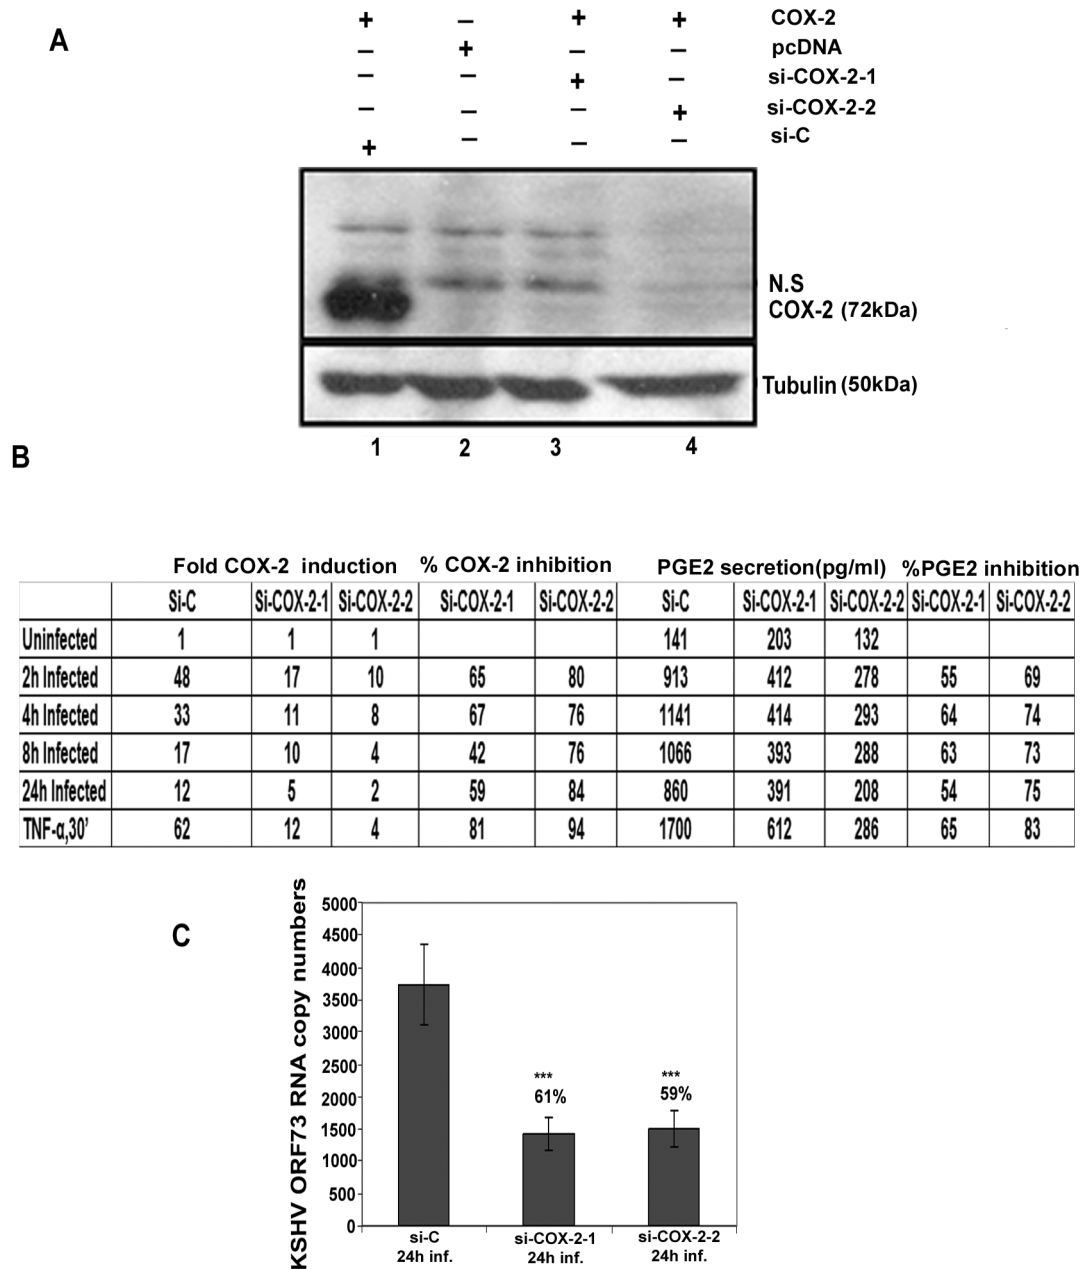 A
+ – + + COX-2
– + – – pcDNA
– – + – si-COX-2-1
– – – + si-COX-2-2
+ – – – si-C
N.S
COX-2 (72kDa)
Tubulin (50kDa)
1 2 3 4
B
Fold COX-2 induction % COX-2 inhibition PGE2 secretion(pg/ml) %PGE2 inhibition
Si-C Si-COX-2-1 Si-COX-2-2 Si-COX-2-1 Si-COX-2-2 Si-C Si-COX-2-1 Si-COX-2-2 Si-COX-2-1 Si-COX-2-2
Uninfected 1 1 1 141 203 132
2h Infected 48 17 10 65 80 913 412 278 55 69
4h Infected 33 11 8 67 76 1141 414 293 64 74
8h Infected 17 10 4 42 76 1066 393 288 63 73
24h Infected 12 5 2 59 84 860 391 208 54 75
TNF-α,30' 62 12 4 81 94 1700 612 286 65 83
C
KSHV ORF73 RNA copy numbers
5000
4500
4000
3500
3000
2500
2000
1500
1000
500
0
*** ***
61% 59%
si-C si-COX-2-1 si-COX-2-2
24h inf. 24h inf. 24h inf.